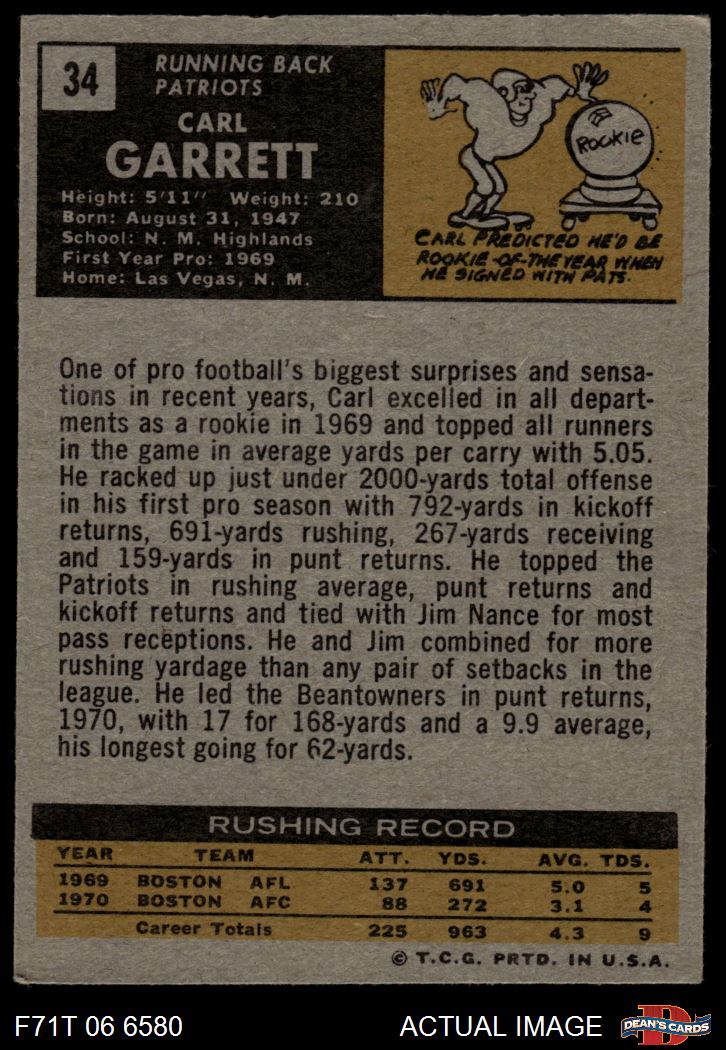 34
RUNNING BACK
PATRIOTS
CARL
GARRETT
Height: 5'11" Weight: 210
Born: August 31, 1947
School: N. M. Highlands
First Year Pro: 1969
Home: Las Vegas, N. M.
ROOKIE
CARL PREDICTED HE'D BE
ROOKIE-OF-THE YEAR WHEN
HE SIGNED WITH PATS.
One of pro football's biggest surprises and sensa-
tions in recent years, Carl excelled in all depart-
ments as a rookie in 1969 and topped all runners
in the game in average yards per carry with 5.05.
He racked up just under 2000-yards total offense
in his first pro season with 792-yards in kickoff
returns, 691-yards rushing, 267-yards receiving
and 159-yards in punt returns. He topped the
Patriots in rushing average, punt returns and
kickoff returns and tied with Jim Nance for most
pass receptions. He and Jim combined for more
rushing yardage than any pair of setbacks in the
league. He led the Beantowners in punt returns,
1970, with 17 for 168-yards and a 9.9 average,
his longest going for 62-yards.
RUSHING RECORD
YEAR TEAM ATT. YDS. AVG. TDS.
1969 BOSTON AFL 137 691 5.0 5
1970 BOSTON AFC 88 272 3.1 4
Career Totals 225 963 4.3 9
© T.C.G. PRTD. IN U.S.A.
F71T 06 6580 ACTUAL IMAGE D DEAN'S CARDS